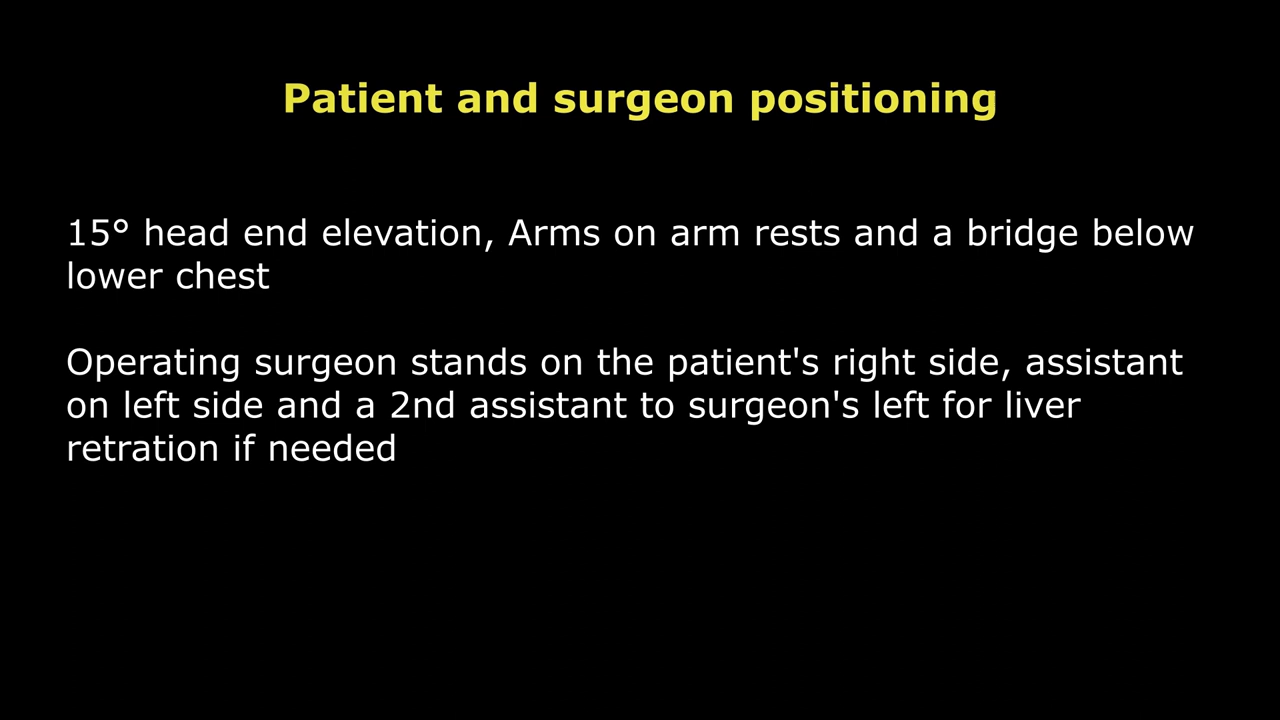 Patient and surgeon positioning
15° head end elevation, Arms on arm rests and a bridge below
lower chest
Operating surgeon stands on the patient's right side, assistant
on left side and a 2nd assistant to surgeon's left for liver
retration if needed